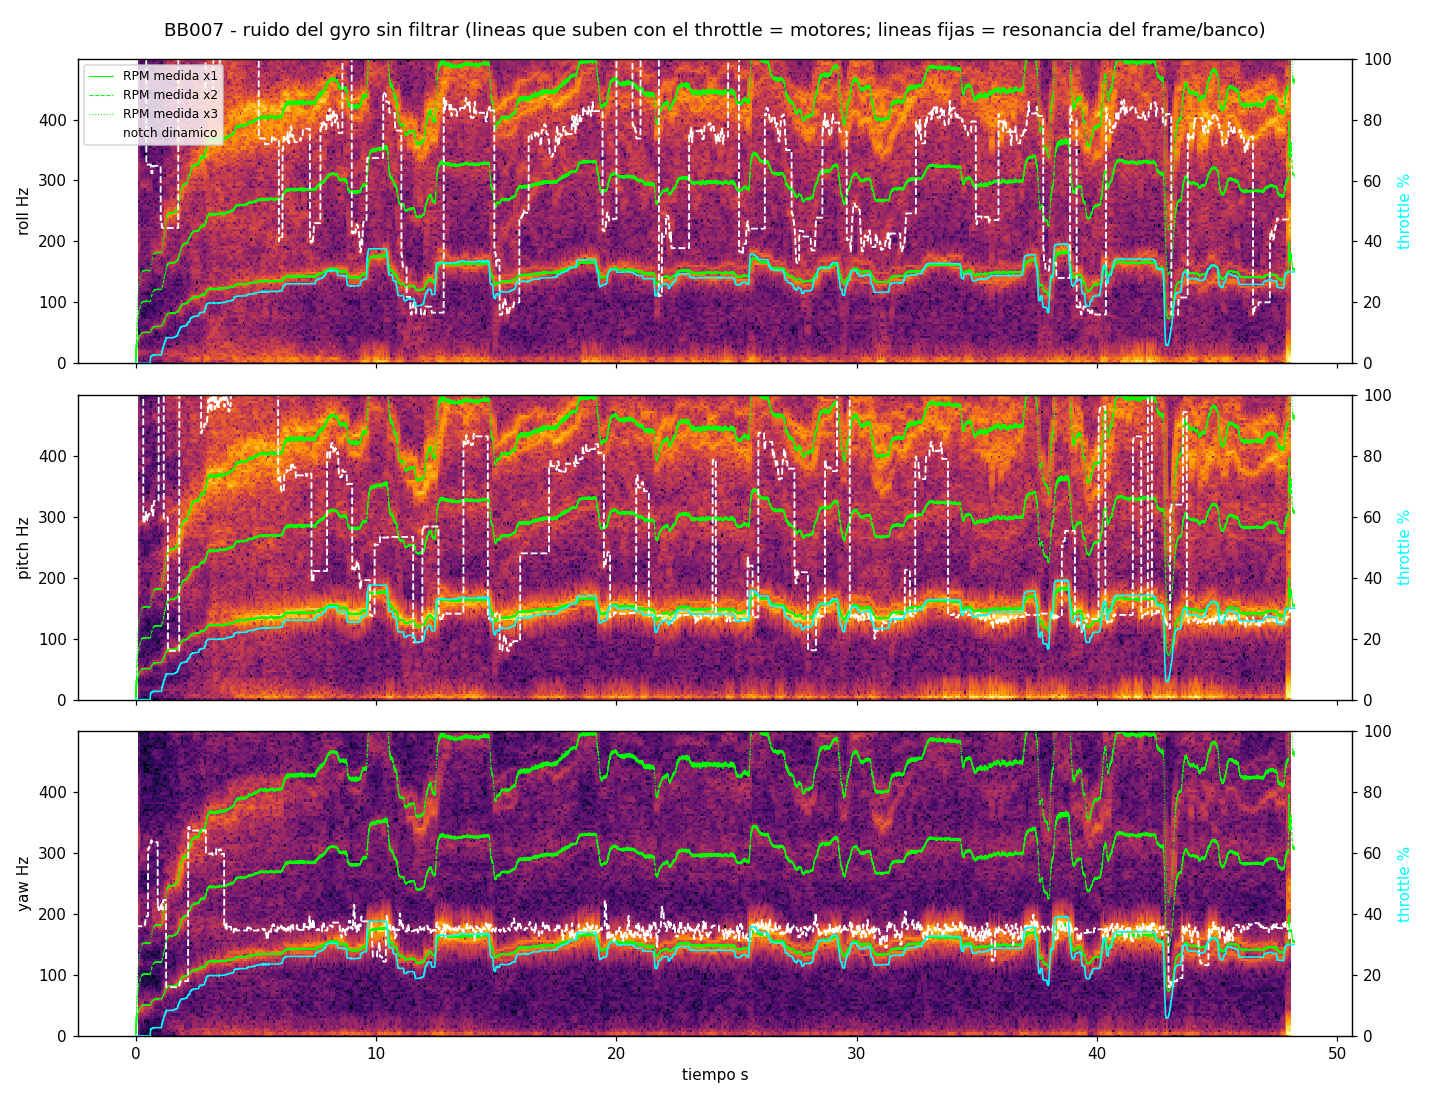 BB007 - ruido del gyro sin filtrar (lineas que suben con el throttle = motores; lineas fijas = resonancia del frame/banco)
RPM medida x1
RPM medida x2
RPM medida x3
notch dinamico
roll Hz
400
300
200
100
0
100
80
60
40
20
0
throttle %
pitch Hz
400
300
200
100
0
100
80
60
40
20
0
throttle %
yaw Hz
400
300
200
100
0
100
80
60
40
20
0
throttle %
0 10 20 30 40 50
tiempo s